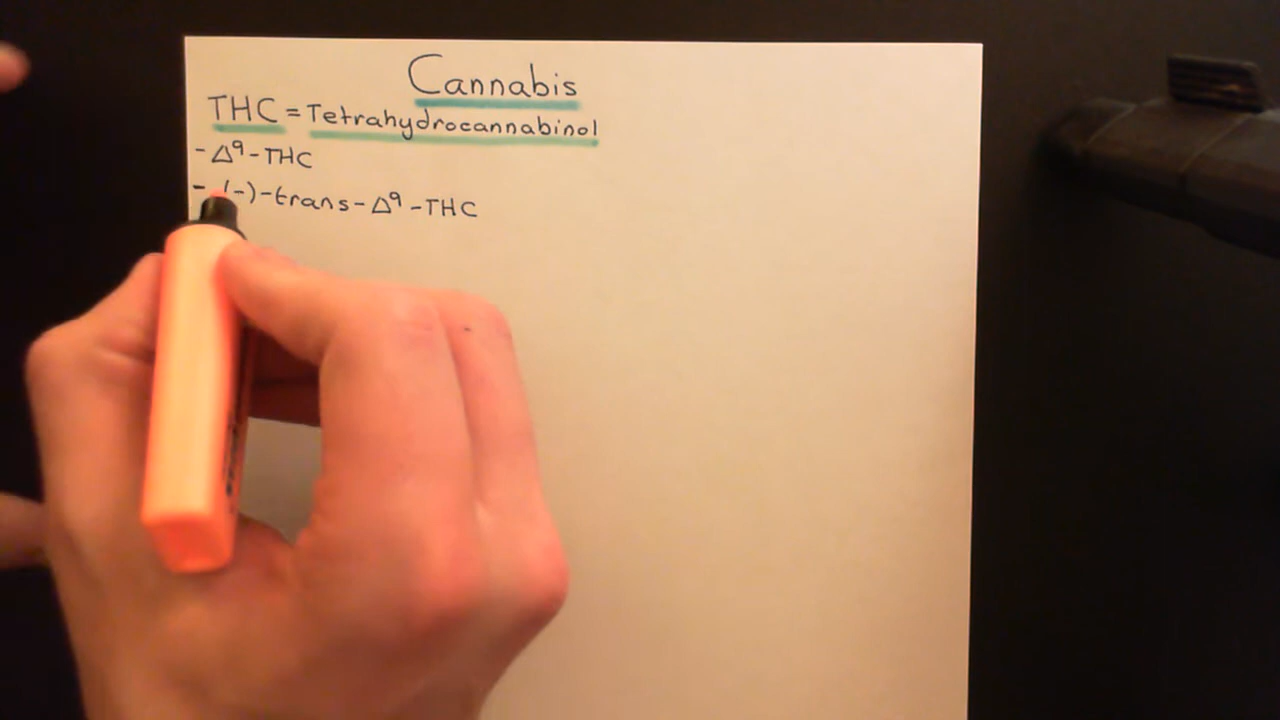 Cannabis
THC = Tetrahydrocannabinol
- Δ⁹-THC
- (-)-trans-Δ⁹-THC